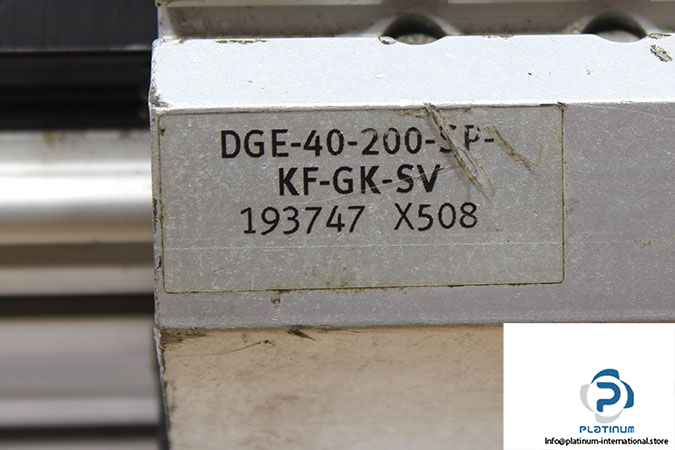 DGE-40-200-SP-
KF-GK-SV
193747 X508
PLATINUM
Info@platinum-international.store